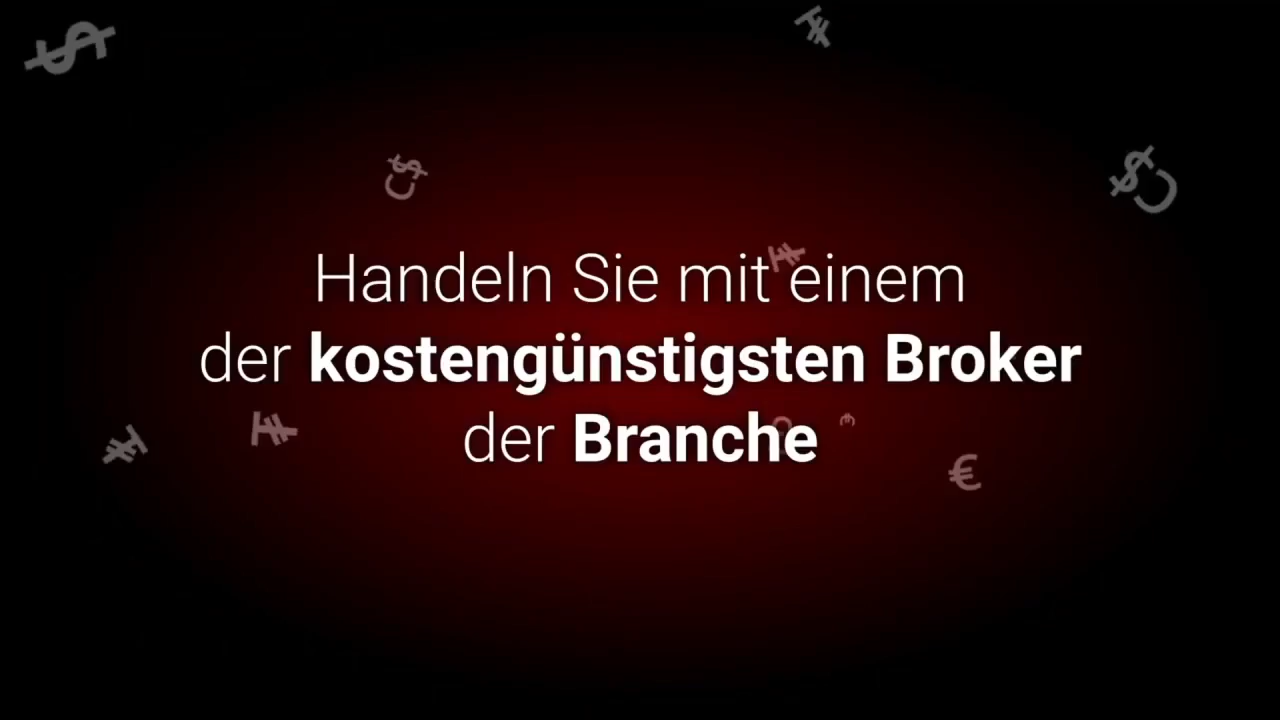 Handeln Sie mit einem
der kostengünstigsten Broker
der Branche